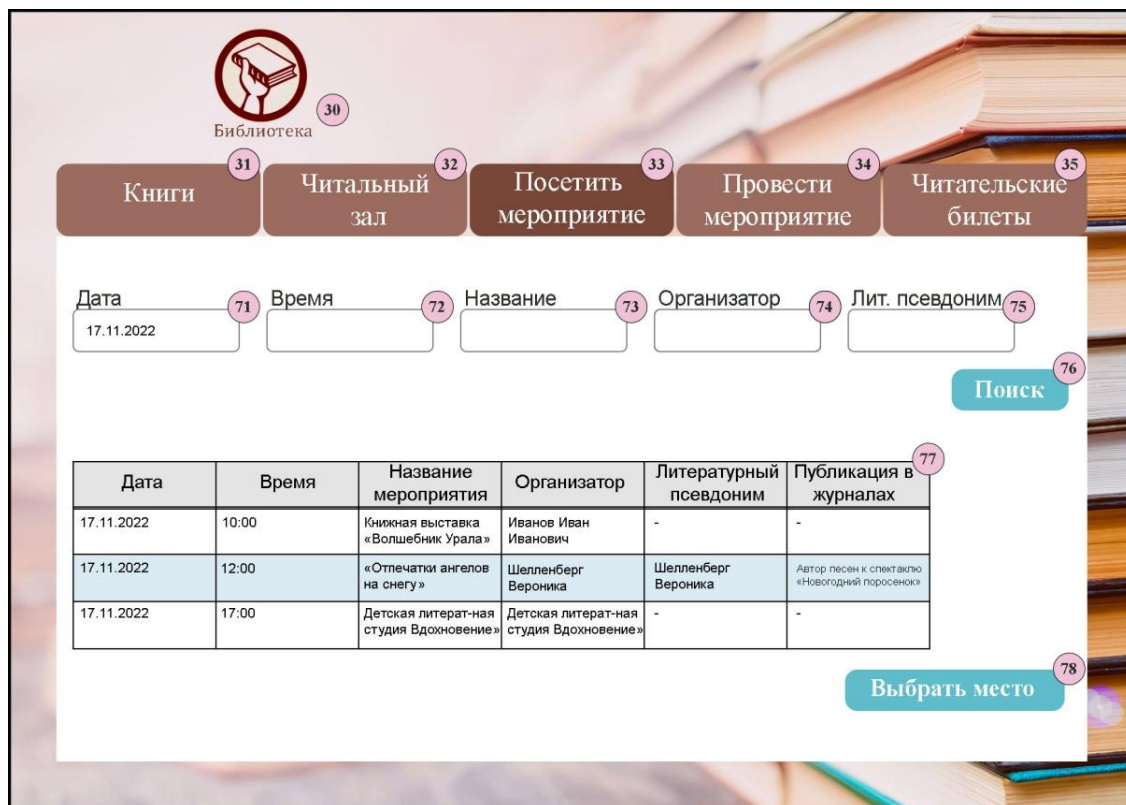 Библиотека
30
31
32
33
34
35
Книги
Читальный
зал
Посетить
мероприятие
Провести
мероприятие
Читательские
билеты
Дата
71
Время
72
Название
73
Организатор
74
Лит. псевдоним
75
17.11.2022
76
Поиск
77
Дата
Время
Название
мероприятия
Организатор
Литературный
псевдоним
Публикация в
журналах
17.11.2022
10:00
Книжная выставка
«Волшебник Урала»
Иванов Иван
Иванович
-
-
17.11.2022
12:00
«Отпечатки ангелов
на снегу»
Шелленберг
Вероника
Шелленберг
Вероника
Автор песен к спектаклю
«Новогодний поросенок»
17.11.2022
17:00
Детская литерат-ная
студия Вдохновение»
Детская литерат-ная
студия Вдохновение»
-
-
78
Выбрать место